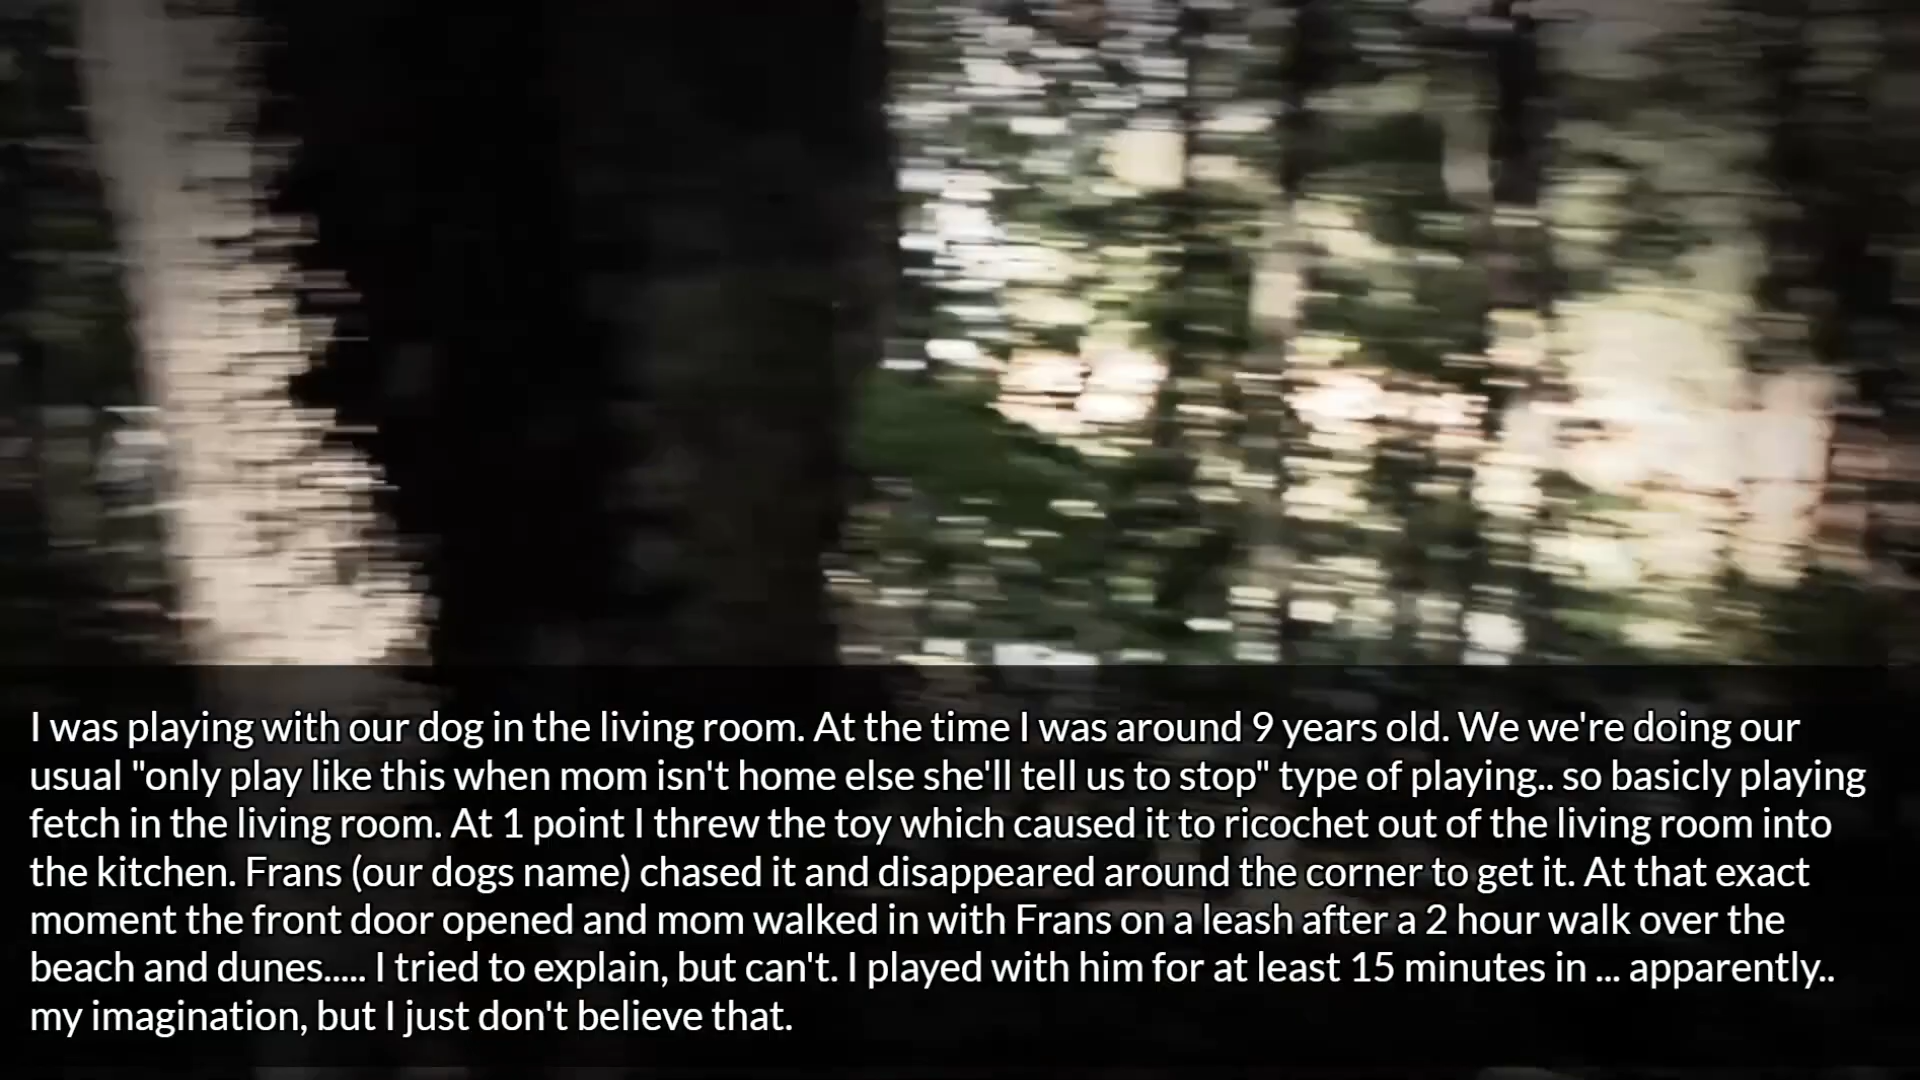 I was playing with our dog in the living room. At the time I was around 9 years old. We we're doing our
usual "only play like this when mom isn't home else she'll tell us to stop" type of playing.. so basicly playing
fetch in the living room. At 1 point I threw the toy which caused it to ricochet out of the living room into
the kitchen. Frans (our dogs name) chased it and disappeared around the corner to get it. At that exact
moment the front door opened and mom walked in with Frans on a leash after a 2 hour walk over the
beach and dunes..... I tried to explain, but can't. I played with him for at least 15 minutes in ... apparently..
my imagination, but I just don't believe that.